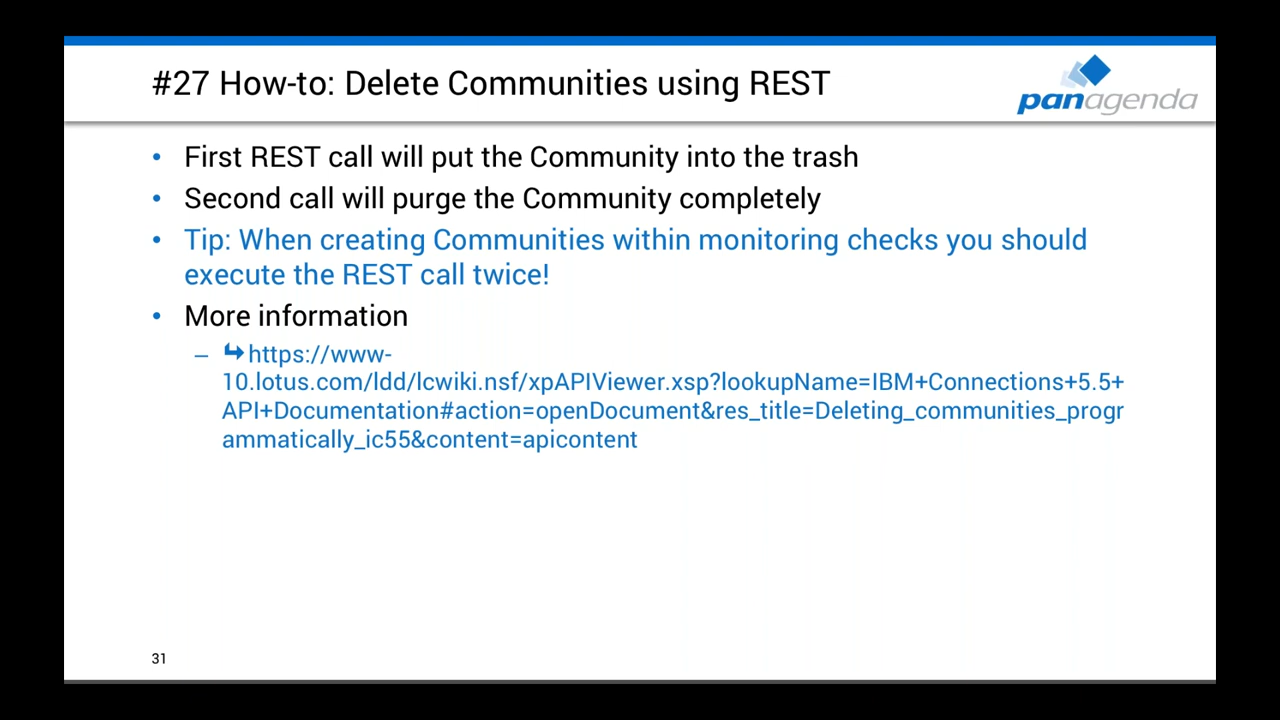 #27 How-to: Delete Communities using REST
panagenda
• First REST call will put the Community into the trash
• Second call will purge the Community completely
• Tip: When creating Communities within monitoring checks you should
execute the REST call twice!
• More information
– ↳ https://www-
10.lotus.com/ldd/lcwiki.nsf/xpAPIViewer.xsp?lookupName=IBM+Connections+5.5+
API+Documentation#action=openDocument&res_title=Deleting_communities_progr
ammatically_ic55&content=apicontent
31